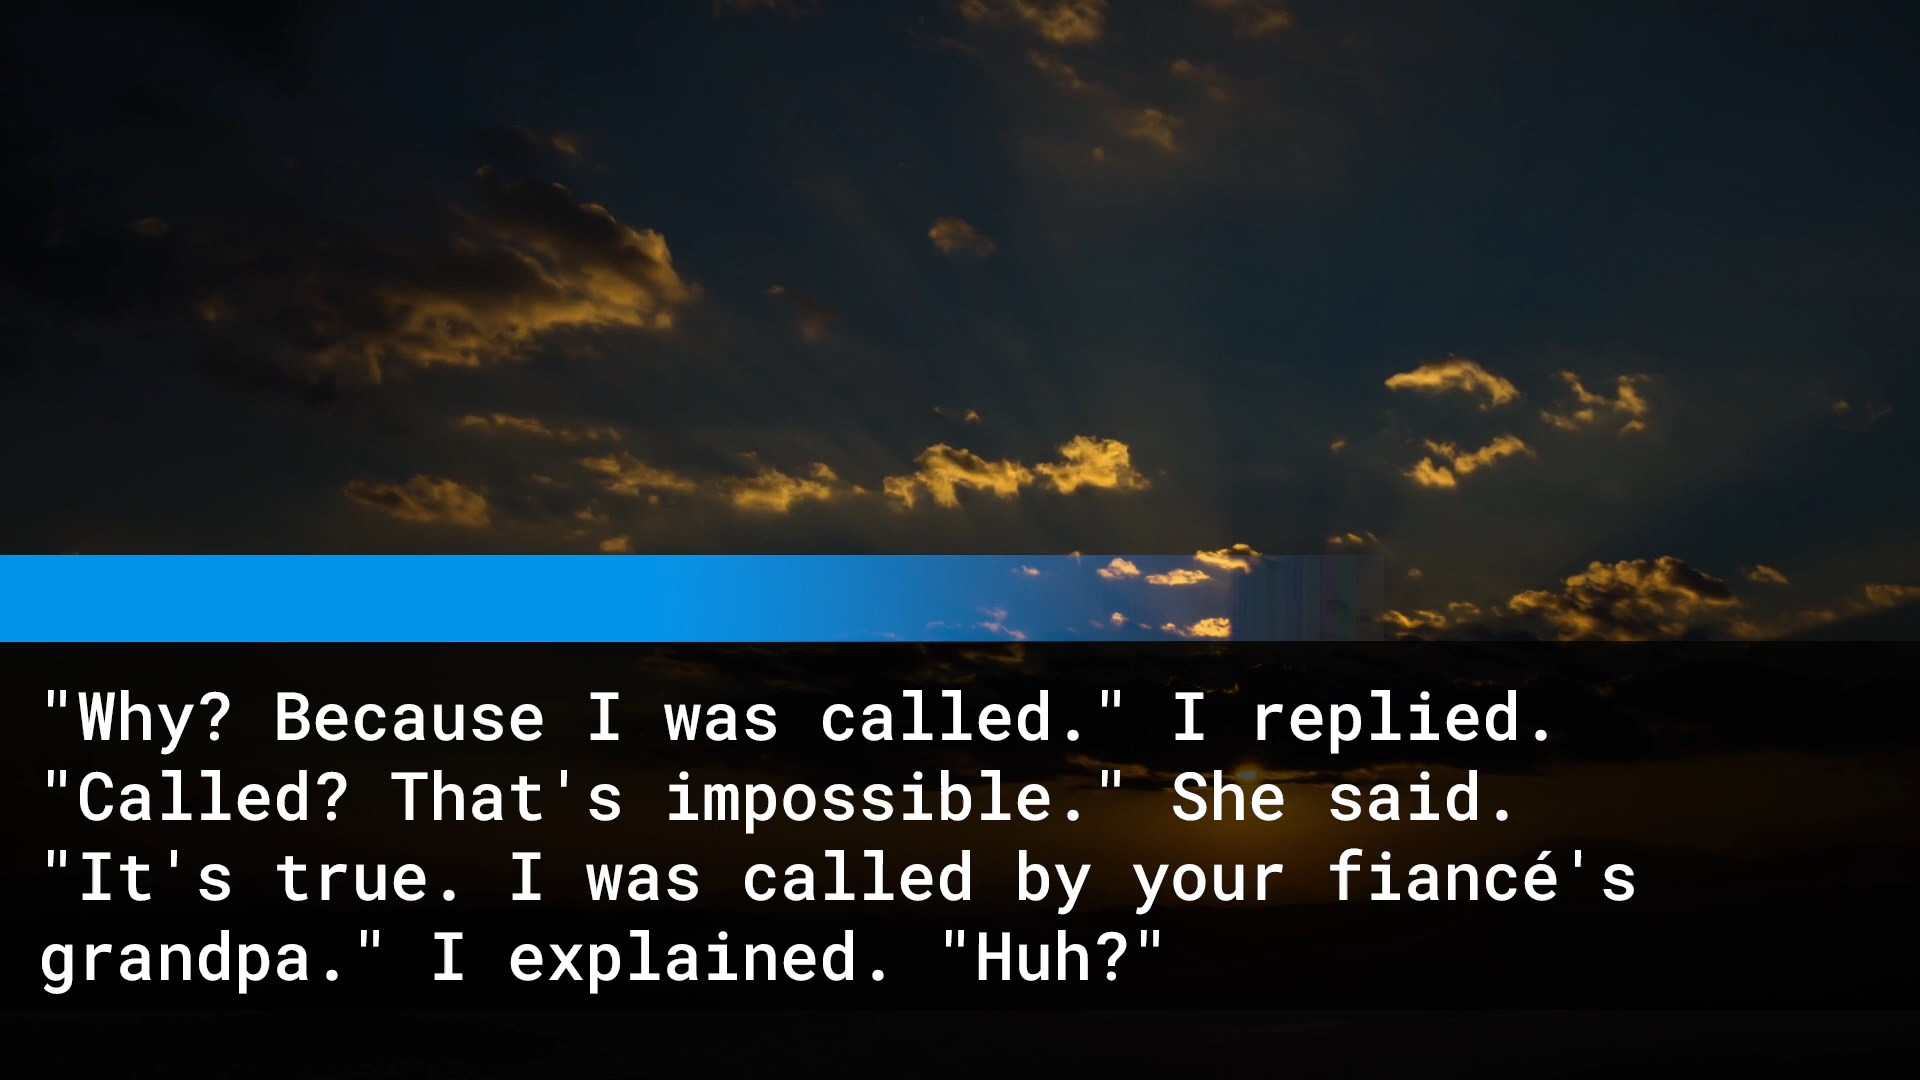 "Why? Because I was called." I replied.
"Called? That's impossible." She said.
"It's true. I was called by your fiancé's
grandpa." I explained. "Huh?"